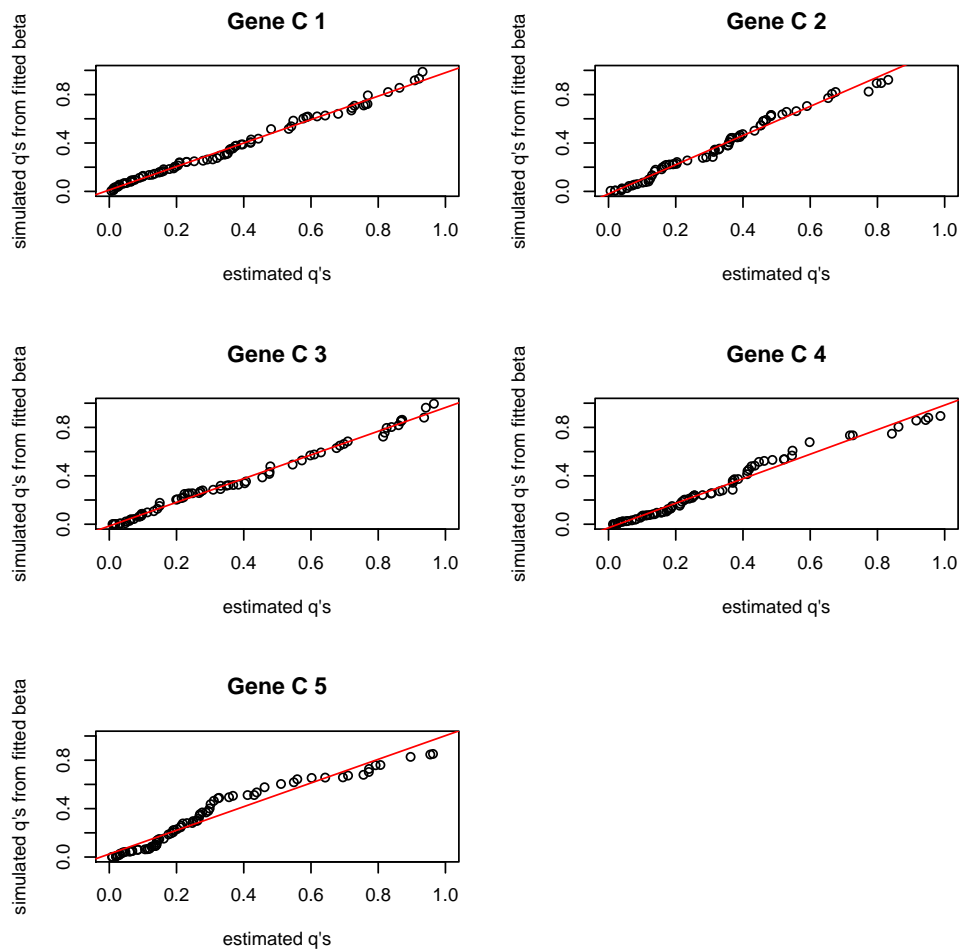 Gene C 1
simulated q's from fitted beta
0.0 0.4 0.8
0.0 0.2 0.4 0.6 0.8 1.0
estimated q's
Gene C 2
simulated q's from fitted beta
0.0 0.4 0.8
0.0 0.2 0.4 0.6 0.8 1.0
estimated q's
Gene C 3
simulated q's from fitted beta
0.0 0.4 0.8
0.0 0.2 0.4 0.6 0.8 1.0
estimated q's
Gene C 4
simulated q's from fitted beta
0.0 0.4 0.8
0.0 0.2 0.4 0.6 0.8 1.0
estimated q's
Gene C 5
simulated q's from fitted beta
0.0 0.4 0.8
0.0 0.2 0.4 0.6 0.8 1.0
estimated q's